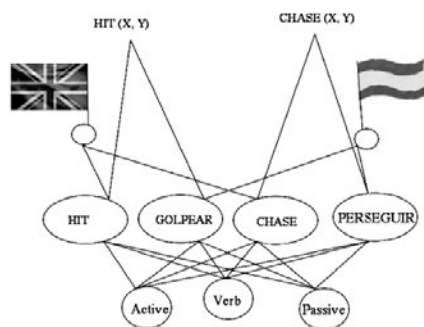 HIT (X, Y)
CHASE (X, Y)
HIT
GOLPEAR
CHASE
PERSEGUIR
Active
Verb
Passive